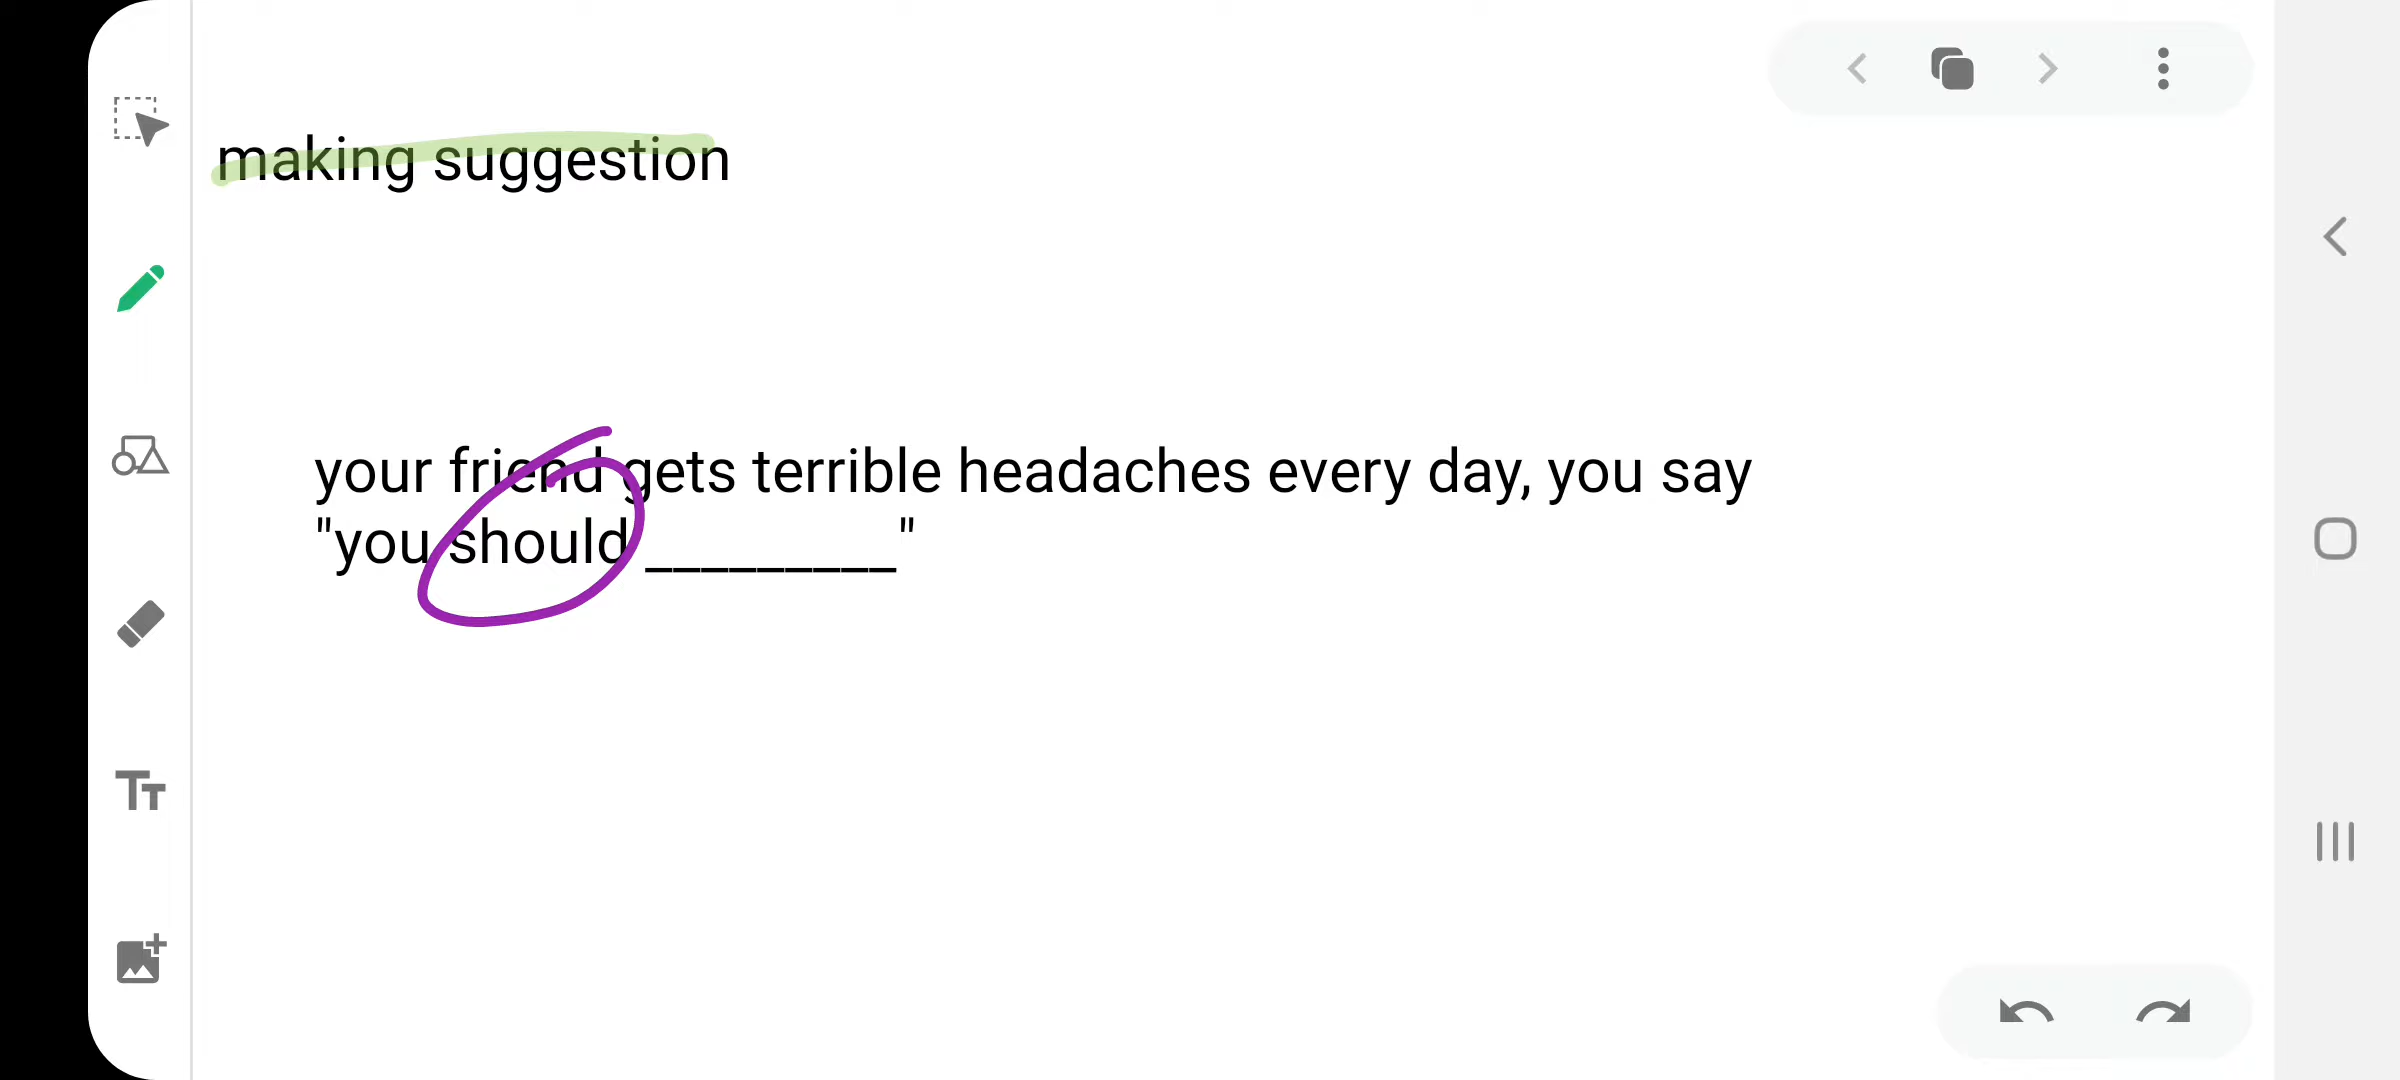 making suggestion
your friend gets terrible headaches every day, you say
"you should _________"